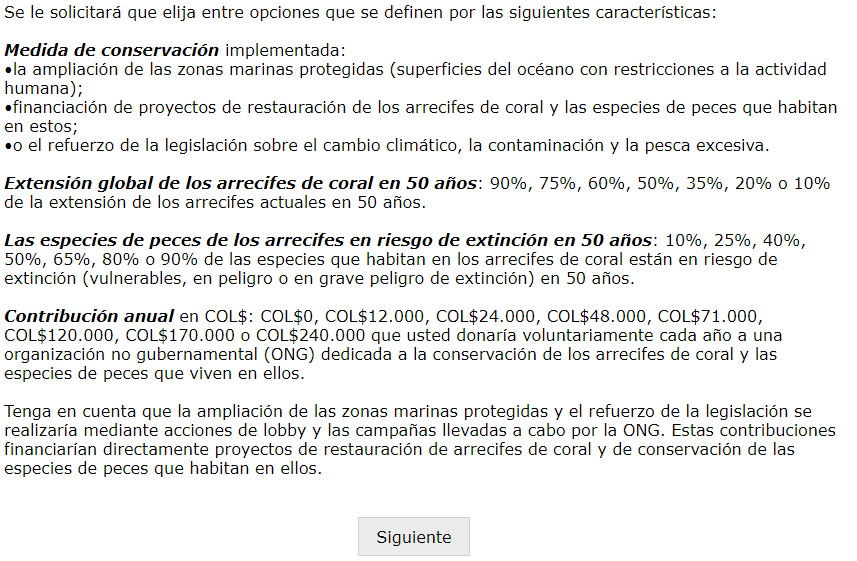 Se le solicitará que elija entre opciones que se definen por las siguientes características:
Medida de conservación implementada:
•la ampliación de las zonas marinas protegidas (superficies del océano con restricciones a la actividad
humana);
•financiación de proyectos de restauración de los arrecifes de coral y las especies de peces que habitan
en estos;
•o el refuerzo de la legislación sobre el cambio climático, la contaminación y la pesca excesiva.
Extensión global de los arrecifes de coral en 50 años: 90%, 75%, 60%, 50%, 35%, 20% o 10%
de la extensión de los arrecifes actuales en 50 años.
Las especies de peces de los arrecifes en riesgo de extinción en 50 años: 10%, 25%, 40%,
50%, 65%, 80% o 90% de las especies que habitan en los arrecifes de coral están en riesgo de
extinción (vulnerables, en peligro o en grave peligro de extinción) en 50 años.
Contribución anual en COL$: COL$0, COL$12.000, COL$24.000, COL$48.000, COL$71.000,
COL$120.000, COL$170.000 o COL$240.000 que usted donaría voluntariamente cada año a una
organización no gubernamental (ONG) dedicada a la conservación de los arrecifes de coral y las
especies de peces que viven en ellos.
Tenga en cuenta que la ampliación de las zonas marinas protegidas y el refuerzo de la legislación se
realizaría mediante acciones de lobby y las campañas llevadas a cabo por la ONG. Estas contribuciones
financiarían directamente proyectos de restauración de arrecifes de coral y de conservación de las
especies de peces que habitan en ellos.
Siguiente